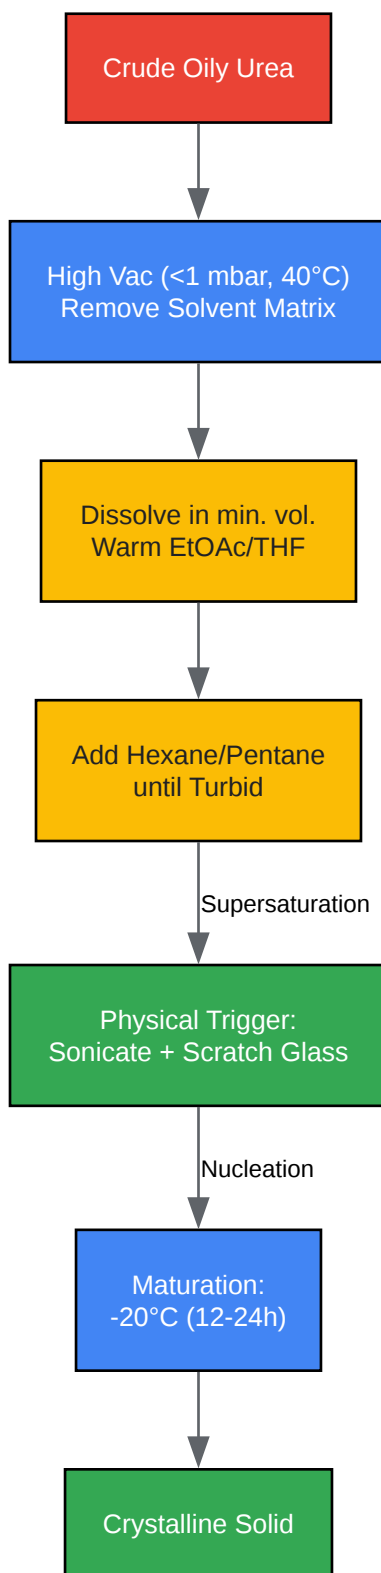 Crude Oily Urea
High Vac (<1 mbar, 40°C)
Remove Solvent Matrix
Dissolve in min. vol.
Warm EtOAc/THF
Add Hexane/Pentane
until Turbid
Supersaturation
Physical Trigger:
Sonicate + Scratch Glass
Nucleation
Maturation:
-20°C (12-24h)
Crystalline Solid